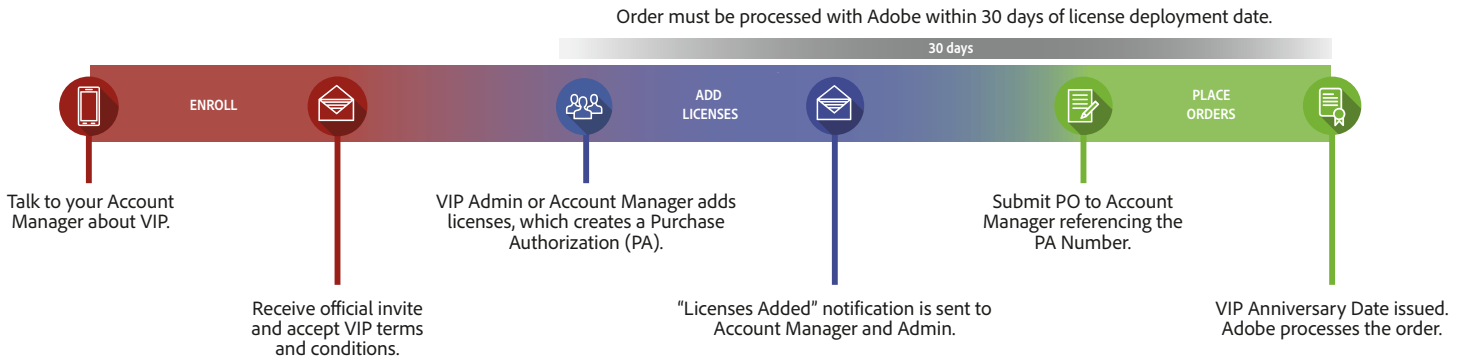 Order must be processed with Adobe within 30 days of license deployment date.
30 days
ENROLL
ADD
LICENSES
PLACE
ORDERS
Talk to your Account
Manager about VIP.
VIP Admin or Account Manager adds
licenses, which creates a Purchase
Authorization (PA).
Submit PO to Account
Manager referencing the
PA Number.
Receive official invite
and accept VIP terms
and conditions.
“Licenses Added” notification is sent to
Account Manager and Admin.
VIP Anniversary Date issued.
Adobe processes the order.